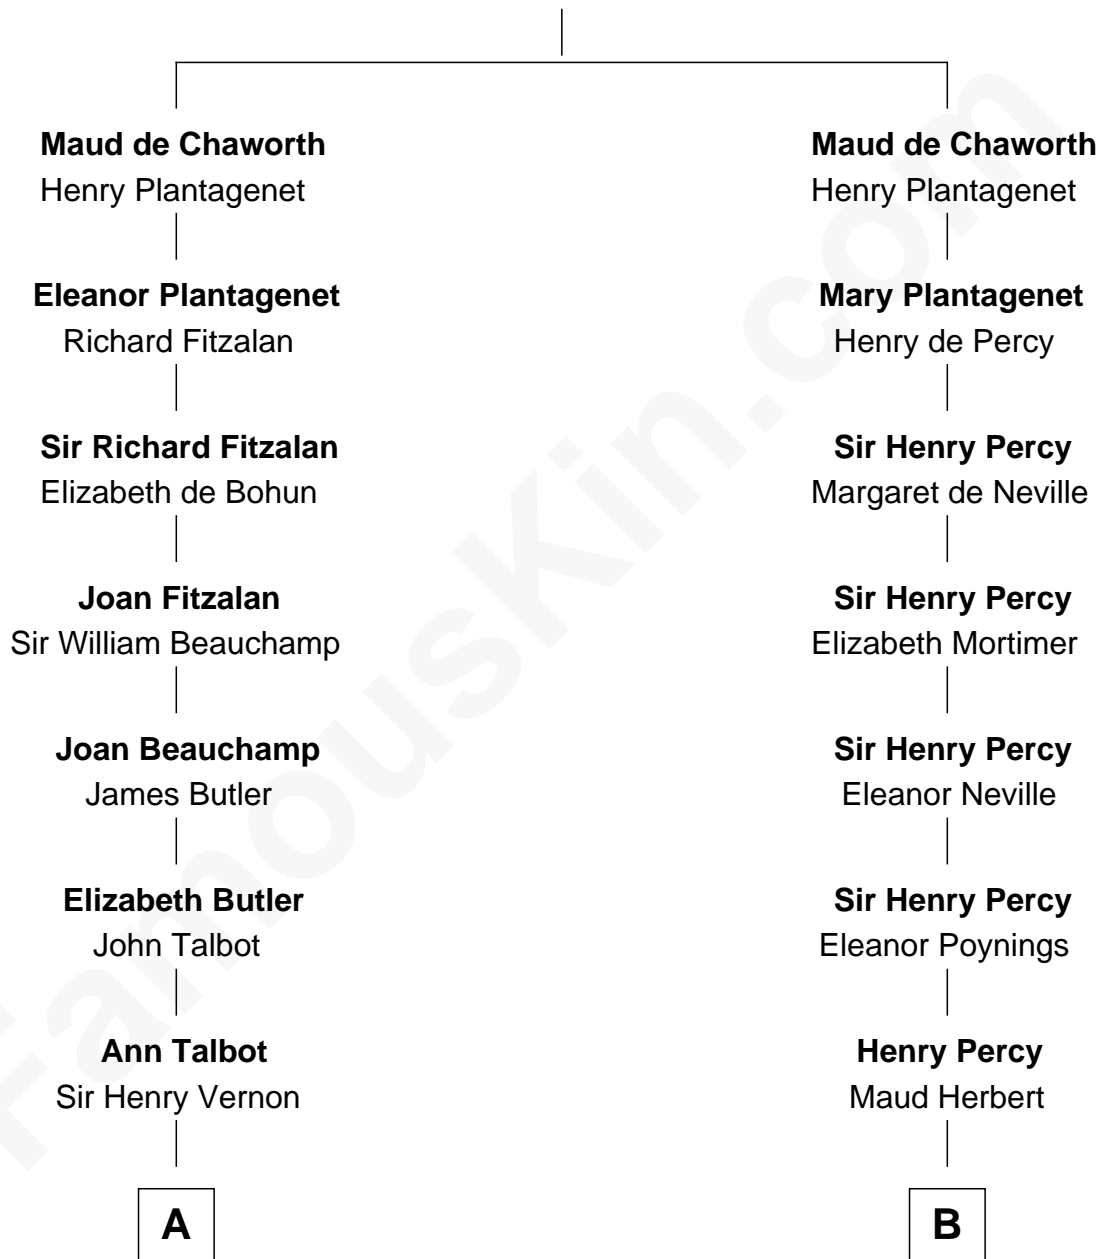 Maud de Chaworth
Henry Plantagenet
Eleanor Plantagenet
Richard Fitzalan
Sir Richard Fitzalan
Elizabeth de Bohun
Joan Fitzalan
Sir William Beauchamp
Joan Beauchamp
James Butler
Elizabeth Butler
John Talbot
Ann Talbot
Sir Henry Vernon
A
Maud de Chaworth
Henry Plantagenet
Mary Plantagenet
Henry de Percy
Sir Henry Percy
Margaret de Neville
Sir Henry Percy
Elizabeth Mortimer
Sir Henry Percy
Eleanor Neville
Sir Henry Percy
Eleanor Poynings
Henry Percy
Maud Herbert
B
FamousKin.com